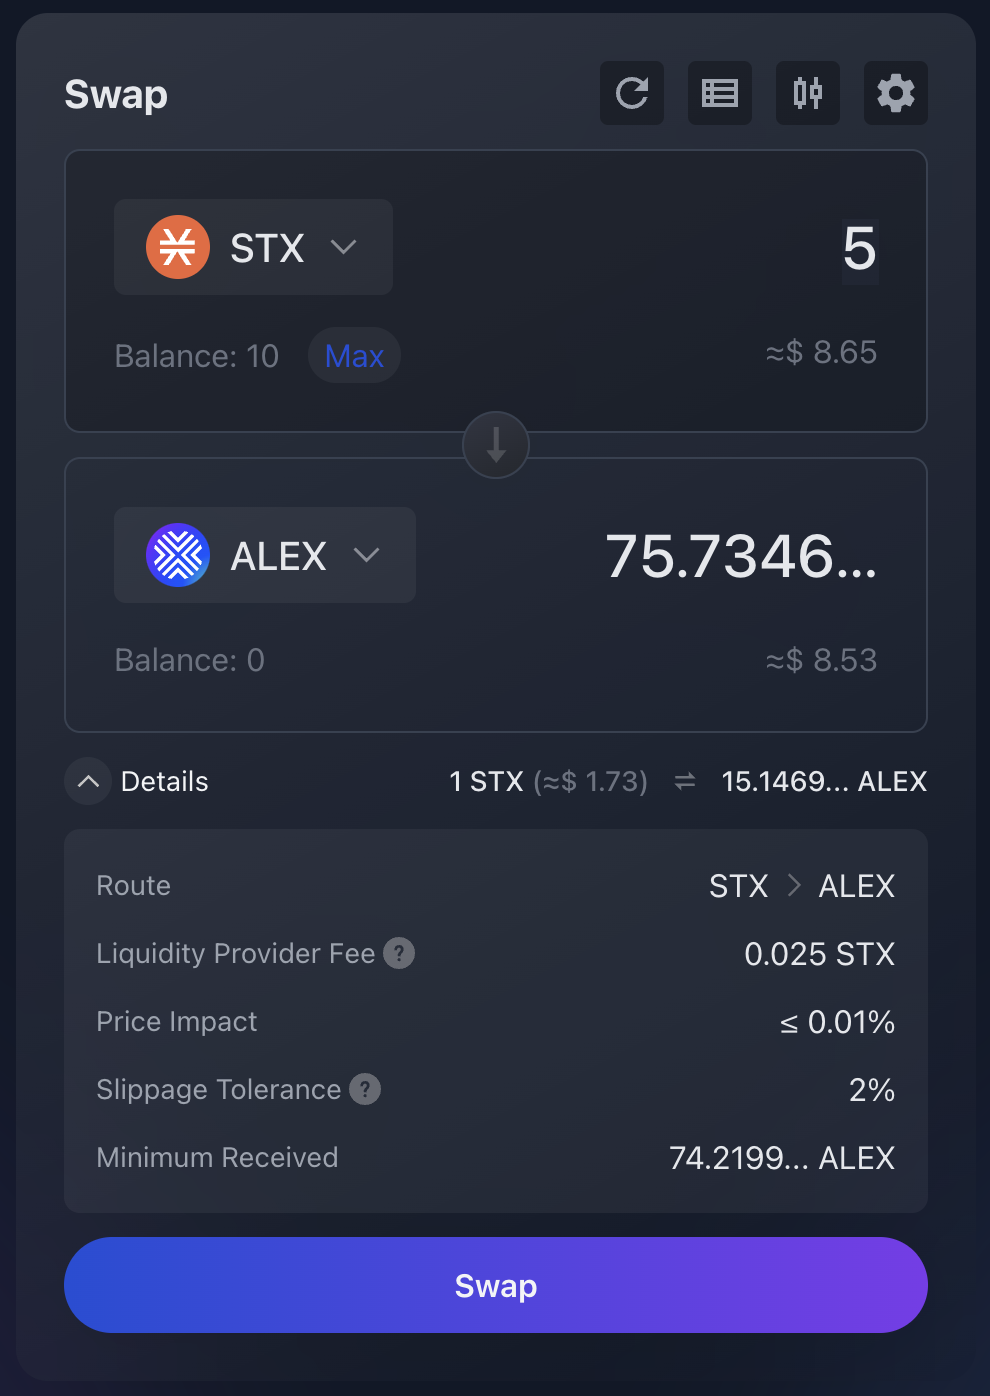 Swap
STX
5
Balance: 10 Max
≈$ 8.65
ALEX
75.7346...
Balance: 0
≈$ 8.53
Details
1 STX (≈$ 1.73) ⇌ 15.1469... ALEX
Route
STX > ALEX
Liquidity Provider Fee ?
0.025 STX
Price Impact
≤ 0.01%
Slippage Tolerance ?
2%
Minimum Received
74.2199... ALEX
Swap